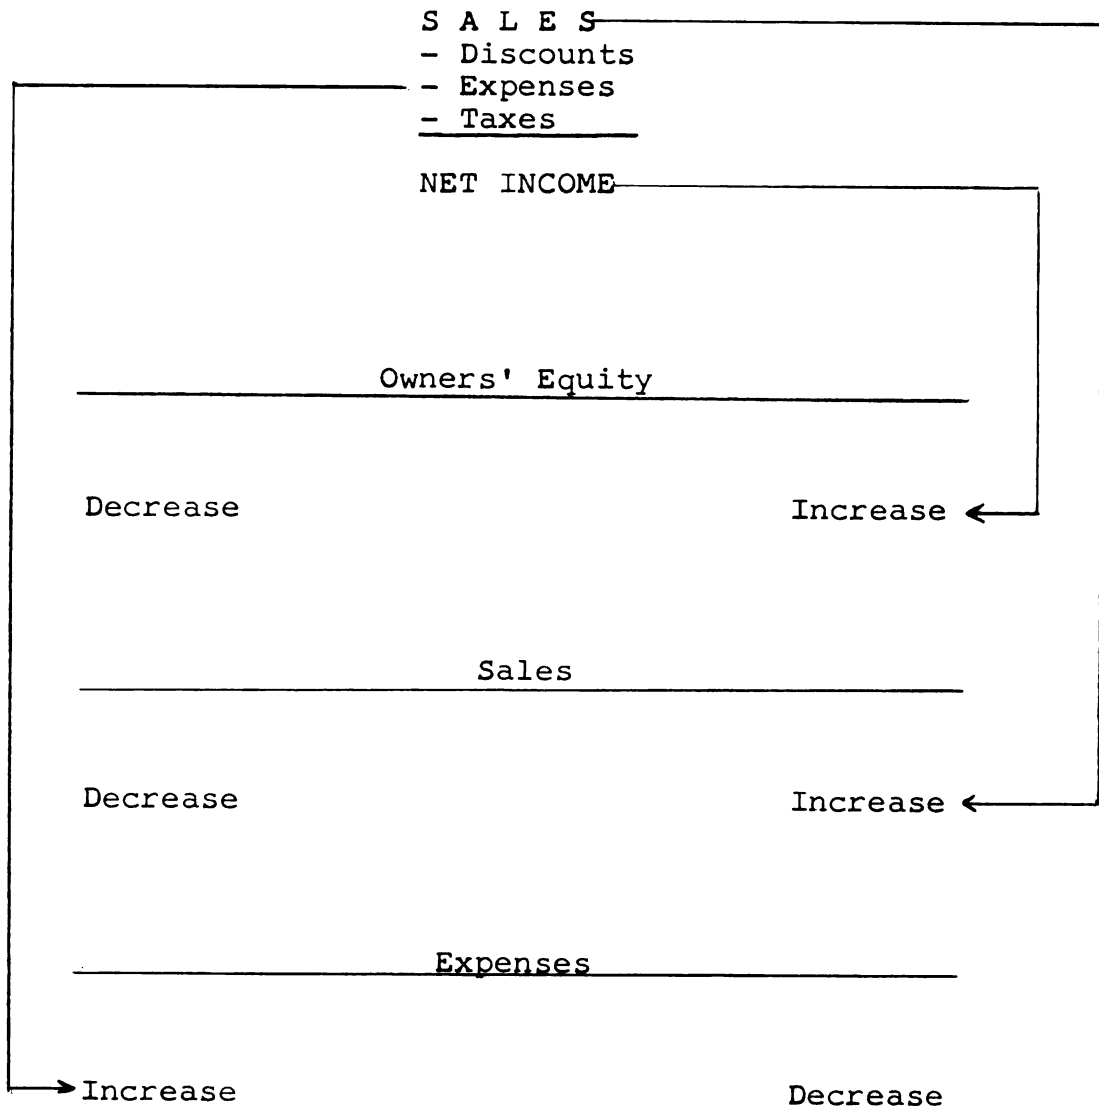 S A L E S
- Discounts
- Expenses
- Taxes
NET INCOME
Owners' Equity
Decrease Increase
Sales
Decrease Increase
Expenses
Increase Decrease